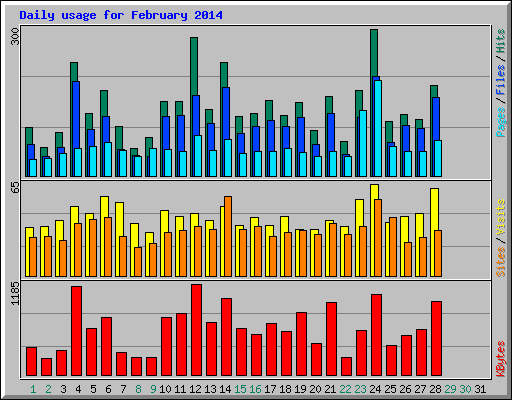 Daily usage for February 2014
300
Pages / Files / Hits
65
Sites / Visits
1185
KBytes
1 2 3 4 5 6 7 8 9 10 11 12 13 14 15 16 17 18 19 20 21 22 23 24 25 26 27 28 29 30 31